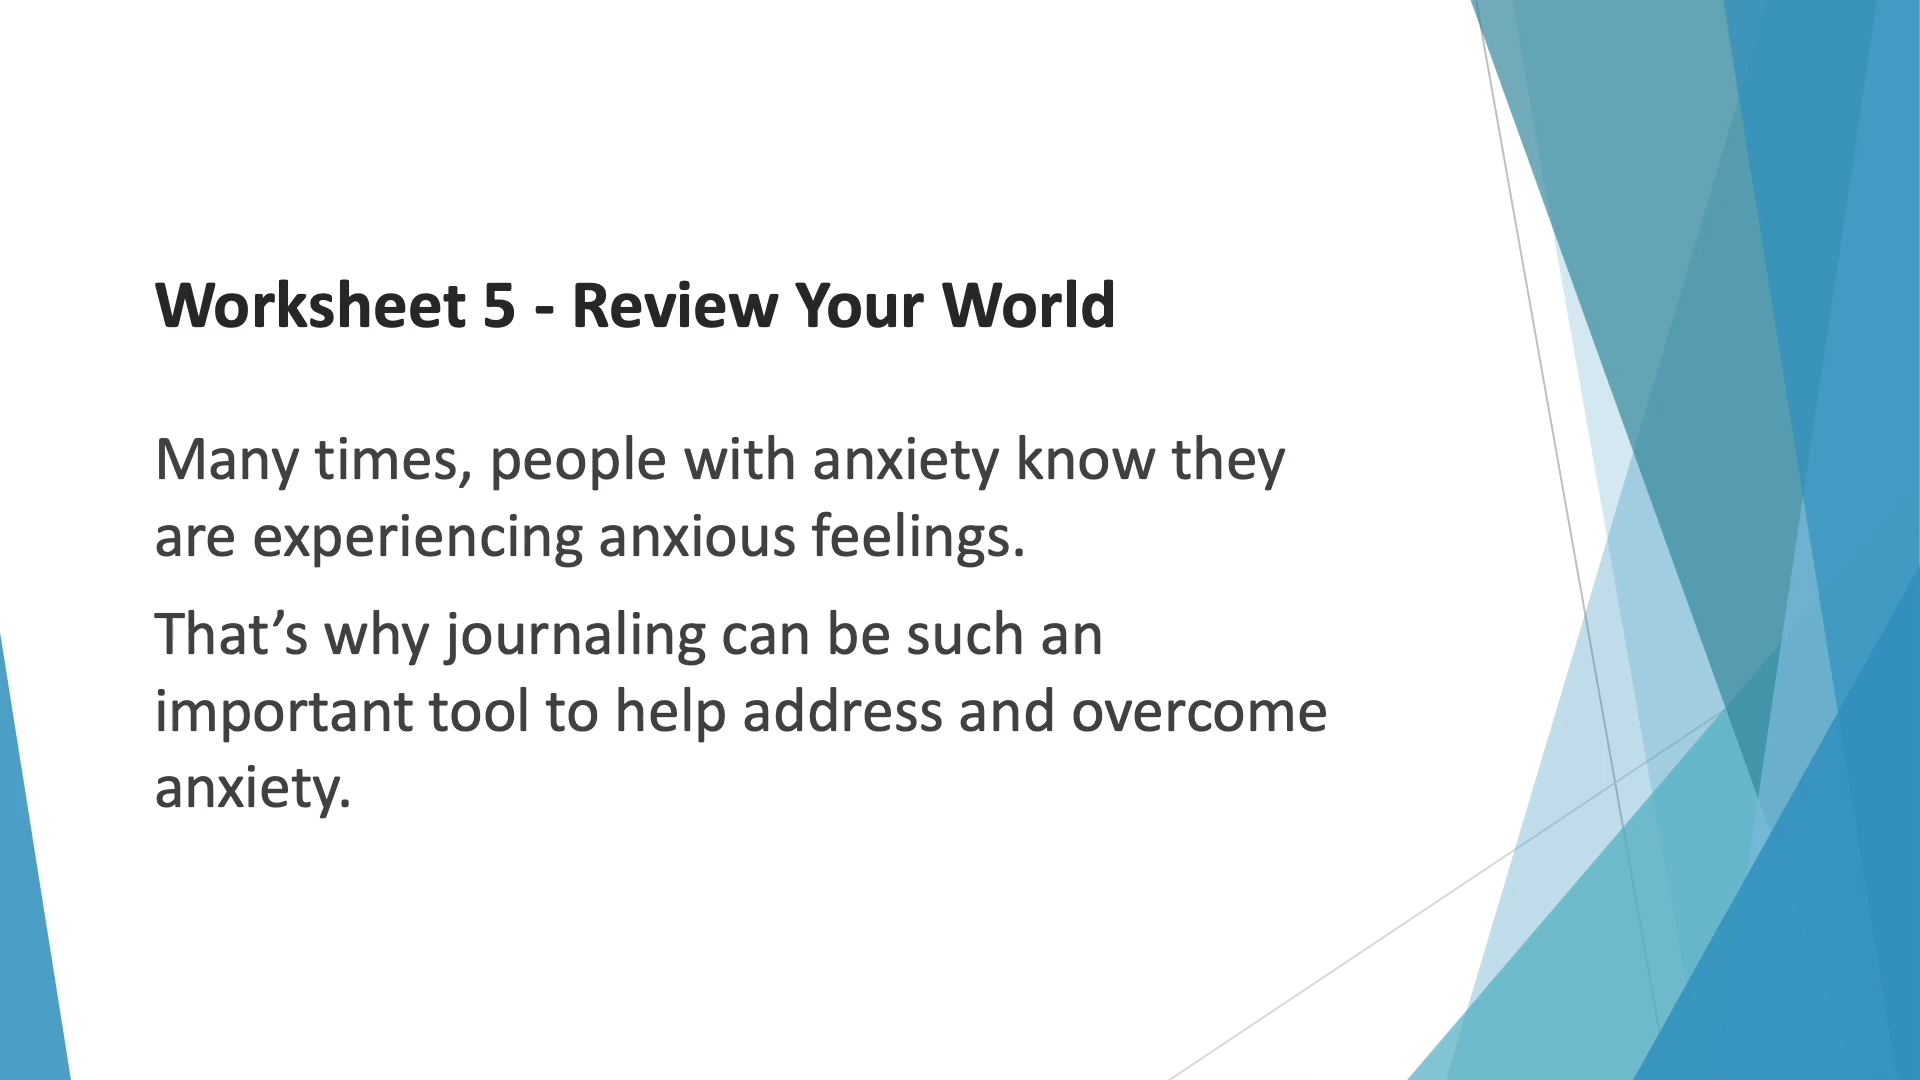 Worksheet 5 - Review Your World
Many times, people with anxiety know they
are experiencing anxious feelings.
That’s why journaling can be such an
important tool to help address and overcome
anxiety.